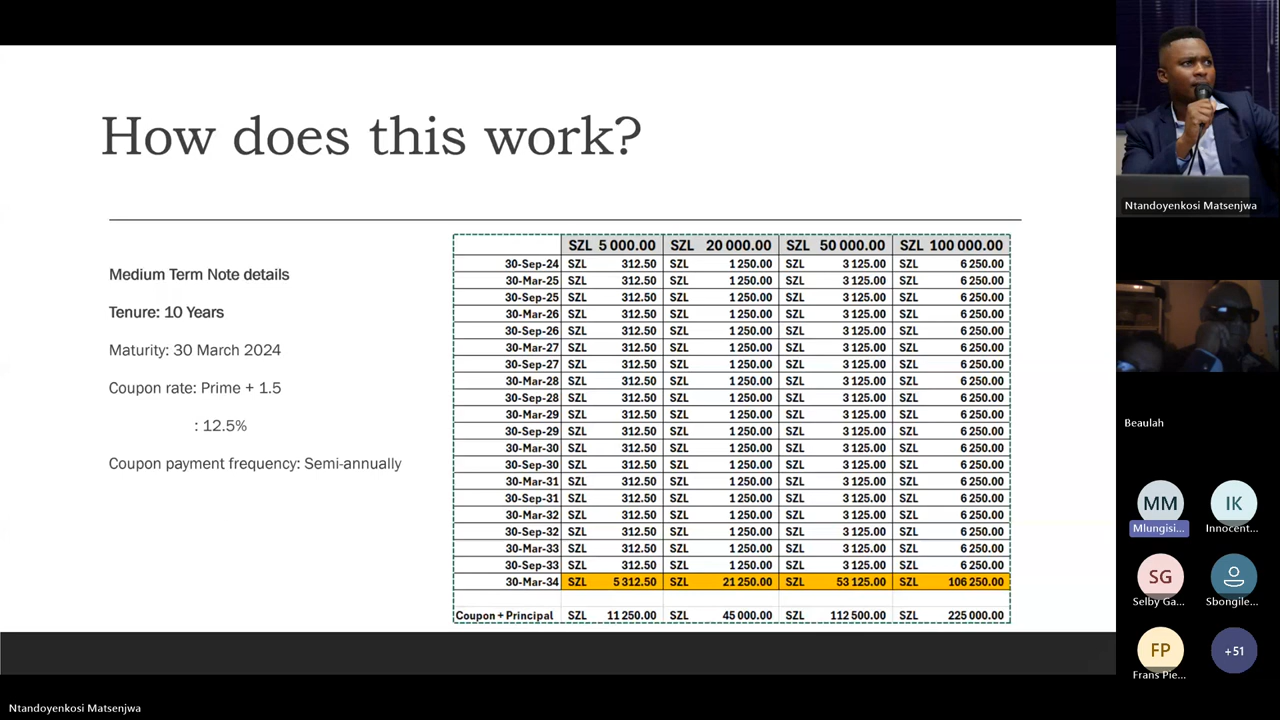 How does this work?
Medium Term Note details
Tenure: 10 Years
Maturity: 30 March 2024
Coupon rate: Prime + 1.5
: 12.5%
Coupon payment frequency: Semi-annually
SZL 5 000.00 SZL 20 000.00 SZL 50 000.00 SZL 100 000.00
30-Sep-24 SZL 312.50 SZL 1 250.00 SZL 3 125.00 SZL 6 250.00
30-Mar-25 SZL 312.50 SZL 1 250.00 SZL 3 125.00 SZL 6 250.00
30-Sep-25 SZL 312.50 SZL 1 250.00 SZL 3 125.00 SZL 6 250.00
30-Mar-26 SZL 312.50 SZL 1 250.00 SZL 3 125.00 SZL 6 250.00
30-Sep-26 SZL 312.50 SZL 1 250.00 SZL 3 125.00 SZL 6 250.00
30-Mar-27 SZL 312.50 SZL 1 250.00 SZL 3 125.00 SZL 6 250.00
30-Sep-27 SZL 312.50 SZL 1 250.00 SZL 3 125.00 SZL 6 250.00
30-Mar-28 SZL 312.50 SZL 1 250.00 SZL 3 125.00 SZL 6 250.00
30-Sep-28 SZL 312.50 SZL 1 250.00 SZL 3 125.00 SZL 6 250.00
30-Mar-29 SZL 312.50 SZL 1 250.00 SZL 3 125.00 SZL 6 250.00
30-Sep-29 SZL 312.50 SZL 1 250.00 SZL 3 125.00 SZL 6 250.00
30-Mar-30 SZL 312.50 SZL 1 250.00 SZL 3 125.00 SZL 6 250.00
30-Sep-30 SZL 312.50 SZL 1 250.00 SZL 3 125.00 SZL 6 250.00
30-Mar-31 SZL 312.50 SZL 1 250.00 SZL 3 125.00 SZL 6 250.00
30-Sep-31 SZL 312.50 SZL 1 250.00 SZL 3 125.00 SZL 6 250.00
30-Mar-32 SZL 312.50 SZL 1 250.00 SZL 3 125.00 SZL 6 250.00
30-Sep-32 SZL 312.50 SZL 1 250.00 SZL 3 125.00 SZL 6 250.00
30-Mar-33 SZL 312.50 SZL 1 250.00 SZL 3 125.00 SZL 6 250.00
30-Sep-33 SZL 312.50 SZL 1 250.00 SZL 3 125.00 SZL 6 250.00
30-Mar-34 SZL 5 312.50 SZL 21 250.00 SZL 53 125.00 SZL 106 250.00
Coupon + Principal SZL 11 250.00 SZL 45 000.00 SZL 112 500.00 SZL 225 000.00
Ntandoyenkosi Matsenjwa
Beaulah
MM IK
Mlungisi... Innocent...
SG
Selby Ga... Sbongile...
FP +51
Frans Pie...
Ntandoyenkosi Matsenjwa